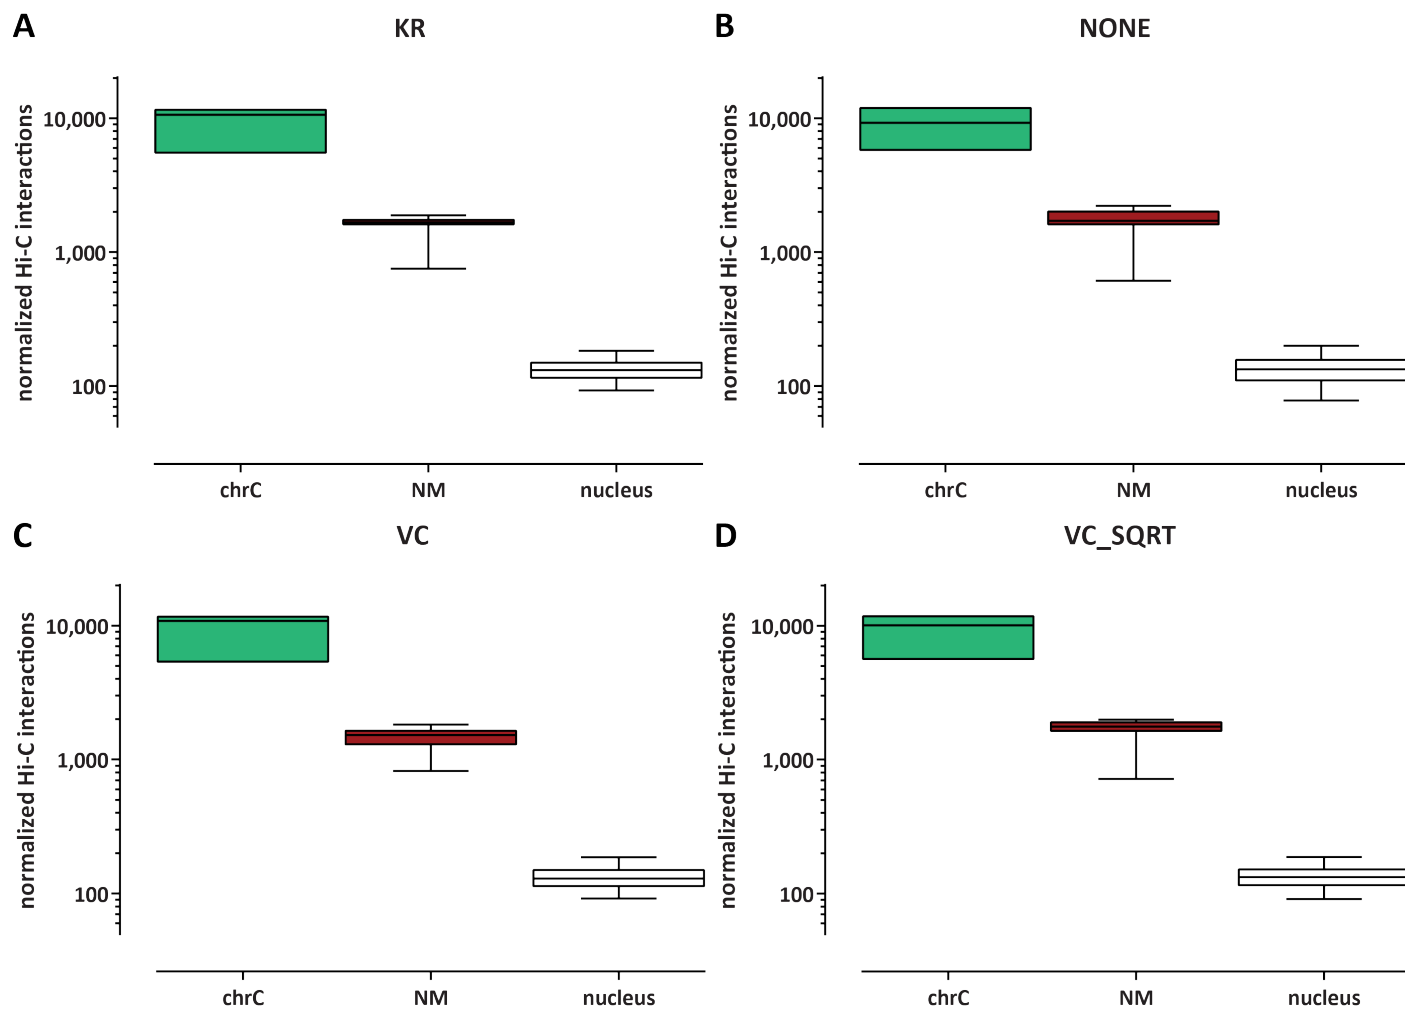 A
KR
normalized Hi-C interactions
10,000
1,000
100
chrC NM nucleus
B
NONE
normalized Hi-C interactions
10,000
1,000
100
chrC NM nucleus
C
VC
normalized Hi-C interactions
10,000
1,000
100
chrC NM nucleus
D
VC_SQRT
normalized Hi-C interactions
10,000
1,000
100
chrC NM nucleus